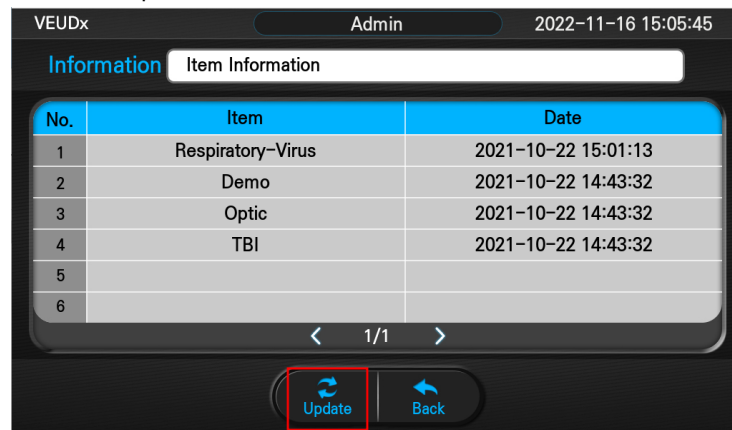 VEUDx Admin 2022-11-16 15:05:45
Information Item Information
No. Item Date
1 Respiratory-Virus 2021-10-22 15:01:13
2 Demo 2021-10-22 14:43:32
3 Optic 2021-10-22 14:43:32
4 TBI 2021-10-22 14:43:32
5
6
< 1/1 >
Update Back